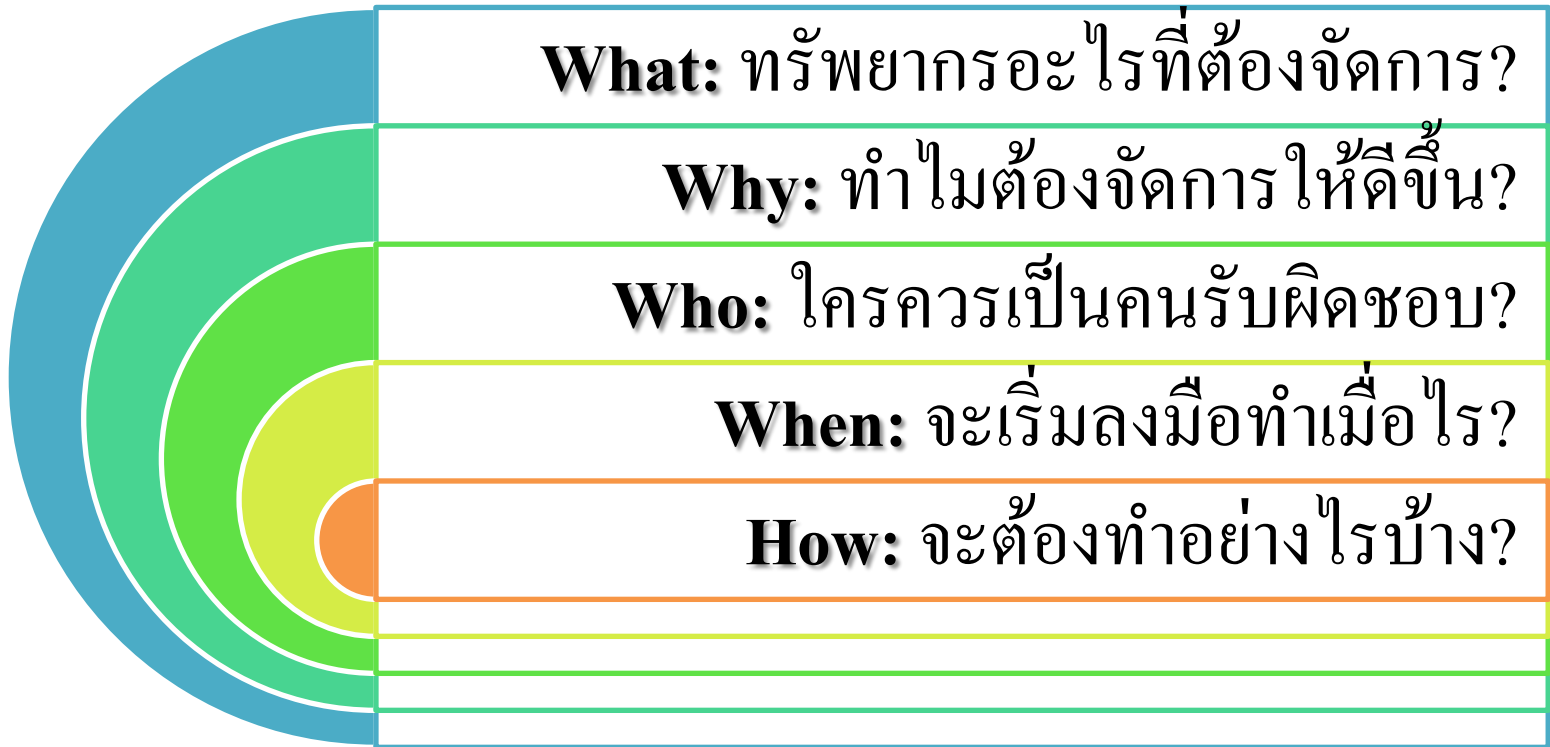 What: ทรัพยากรอะไรที่ต้องจัดการ?
Why: ทำไมต้องจัดการให้ดีขึ้น?
Who: ใครควรเป็นคนรับผิดชอบ?
When: จะเริ่มลงมือทำเมื่อไร?
How: จะต้องทำอย่างไรบ้าง?